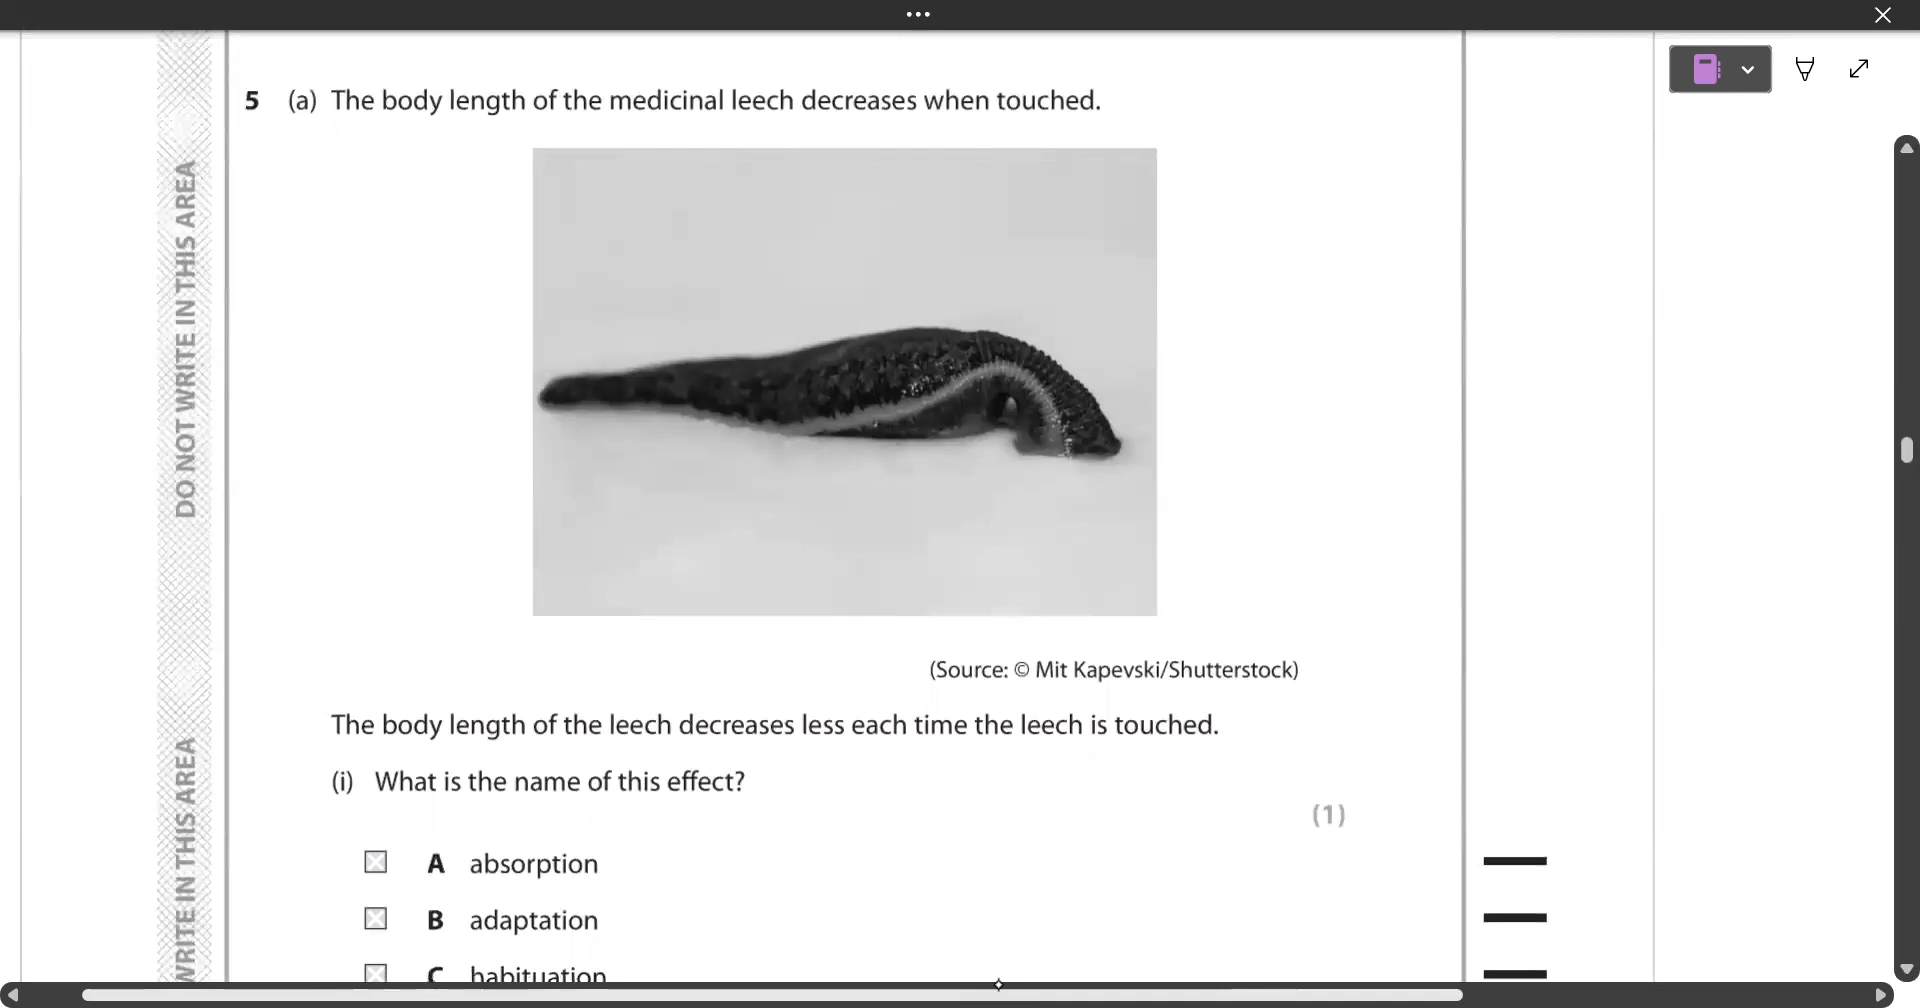 5 (a) The body length of the medicinal leech decreases when touched.
DO NOT WRITE IN THIS AREA
(Source: © Mit Kapevski/Shutterstock)
The body length of the leech decreases less each time the leech is touched.
(i) What is the name of this effect?
(1)
A absorption
B adaptation
C habituation
WRITE IN THIS AREA